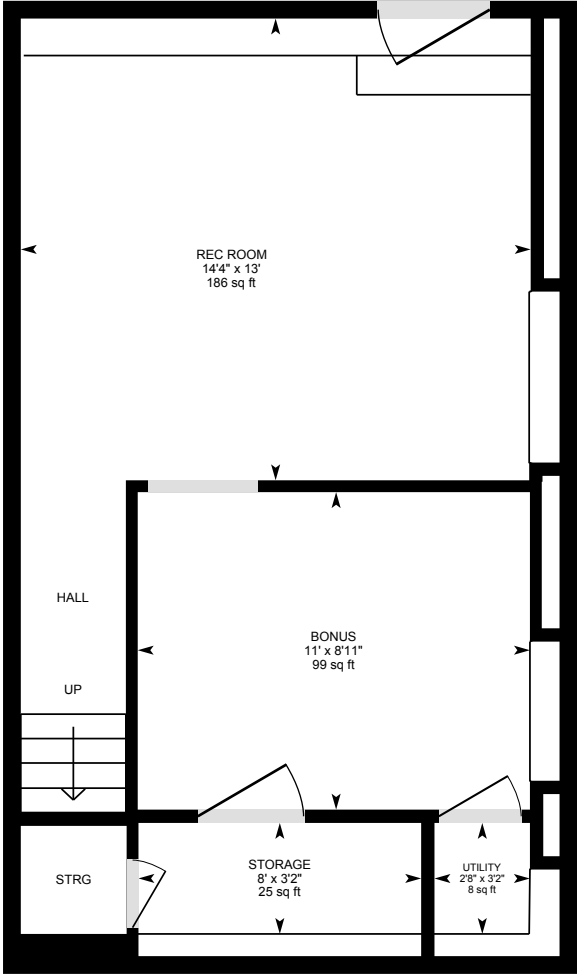 REC ROOM
14'4" x 13'
186 sq ft
HALL
BONUS
11' x 8'11"
99 sq ft
UP
STRG
STORAGE
8' x 3'2"
25 sq ft
UTILITY
2'8" x 3'2"
8 sq ft